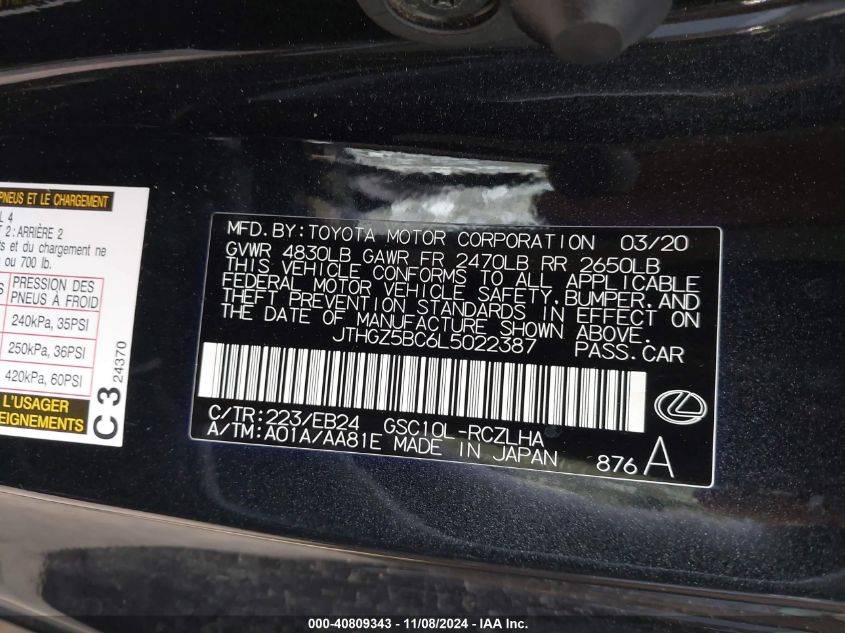 PNEUS ET LE CHARGEMENT
L 4
2:ARRIÈRE 2
s et du chargement ne
ou 700 lb.
PRESSION DES
PNEUS À FROID
240kPa, 35PSI
250kPa, 36PSI
420kPa, 60PSI
L'USAGER
SEIGNEMENTS
C 3
24370
MFD. BY:TOYOTA MOTOR CORPORATION 03/20
GVWR 4830LB GAWR FR 2470LB RR 2650LB
THIS VEHICLE CONFORMS TO ALL APPLICABLE
FEDERAL MOTOR VEHICLE SAFETY,BUMPER,AND
THEFT PREVENTION STANDARDS IN EFFECT ON
THE DATE OF MANUFACTURE SHOWN ABOVE.
JTHGZ5BC6L5022387 PASS.CAR
C/TR:223/EB24 GSC10L-RCZLHA
A/TM:A01A/AA81E MADE IN JAPAN
876 A
000-40809343 - 11/08/2024 - IAA Inc.